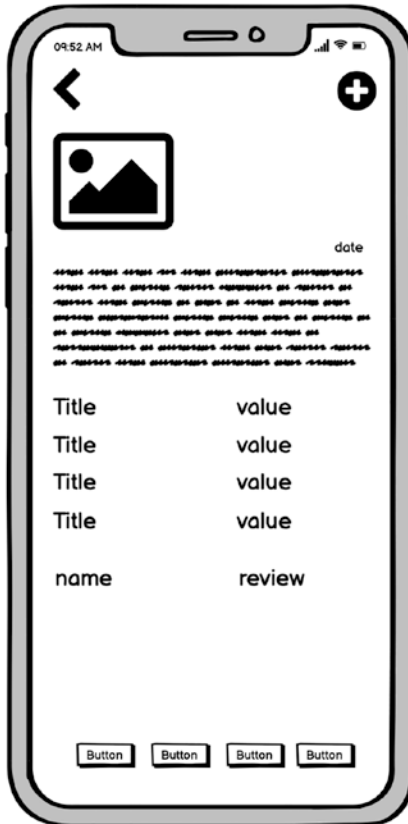 09:52 AM
date
Title value
Title value
Title value
Title value
name review
Button Button Button Button